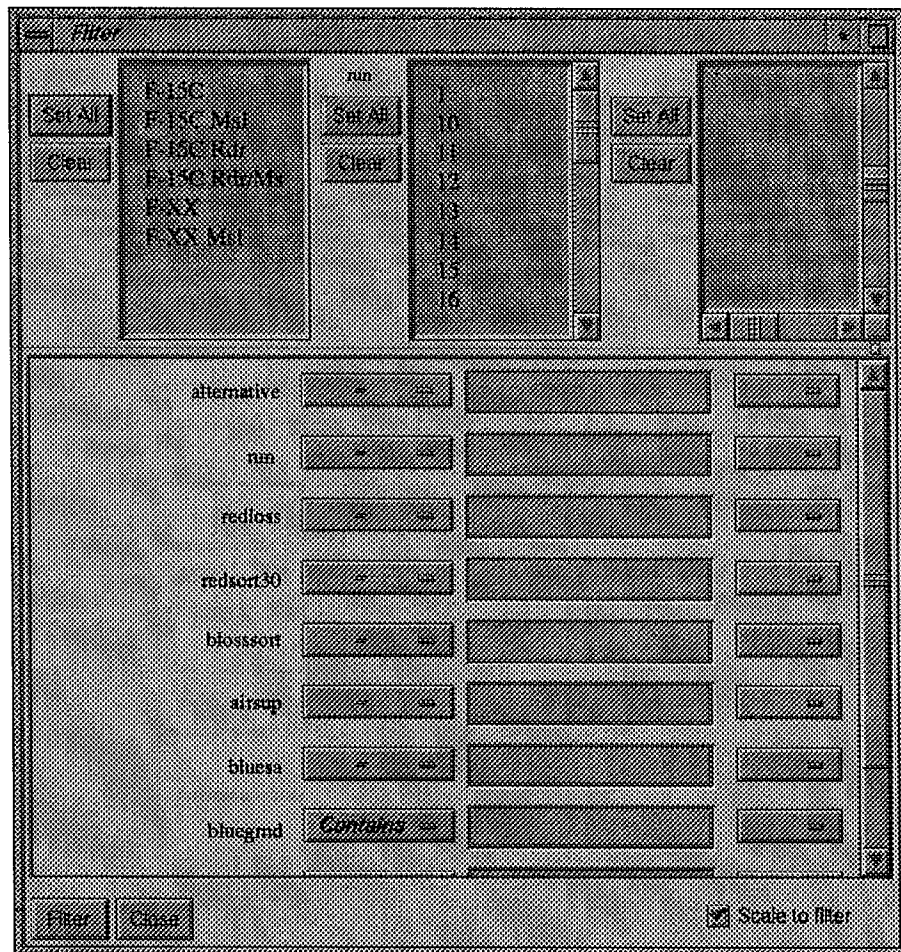 Filter
Set All
Clear
F-15C
F-15C Msl
F-15C Rdr
F-15C Rdr/Ms
F-XX
F-XX Msl
run
Set All
Clear
1
10
11
12
13
14
15
16
Set All
Clear
alternative =
run =
redloss =
redsort30 =
blosssort =
airsup =
bluesa =
bluegrnd Contains
Filter Close
Scale to filter